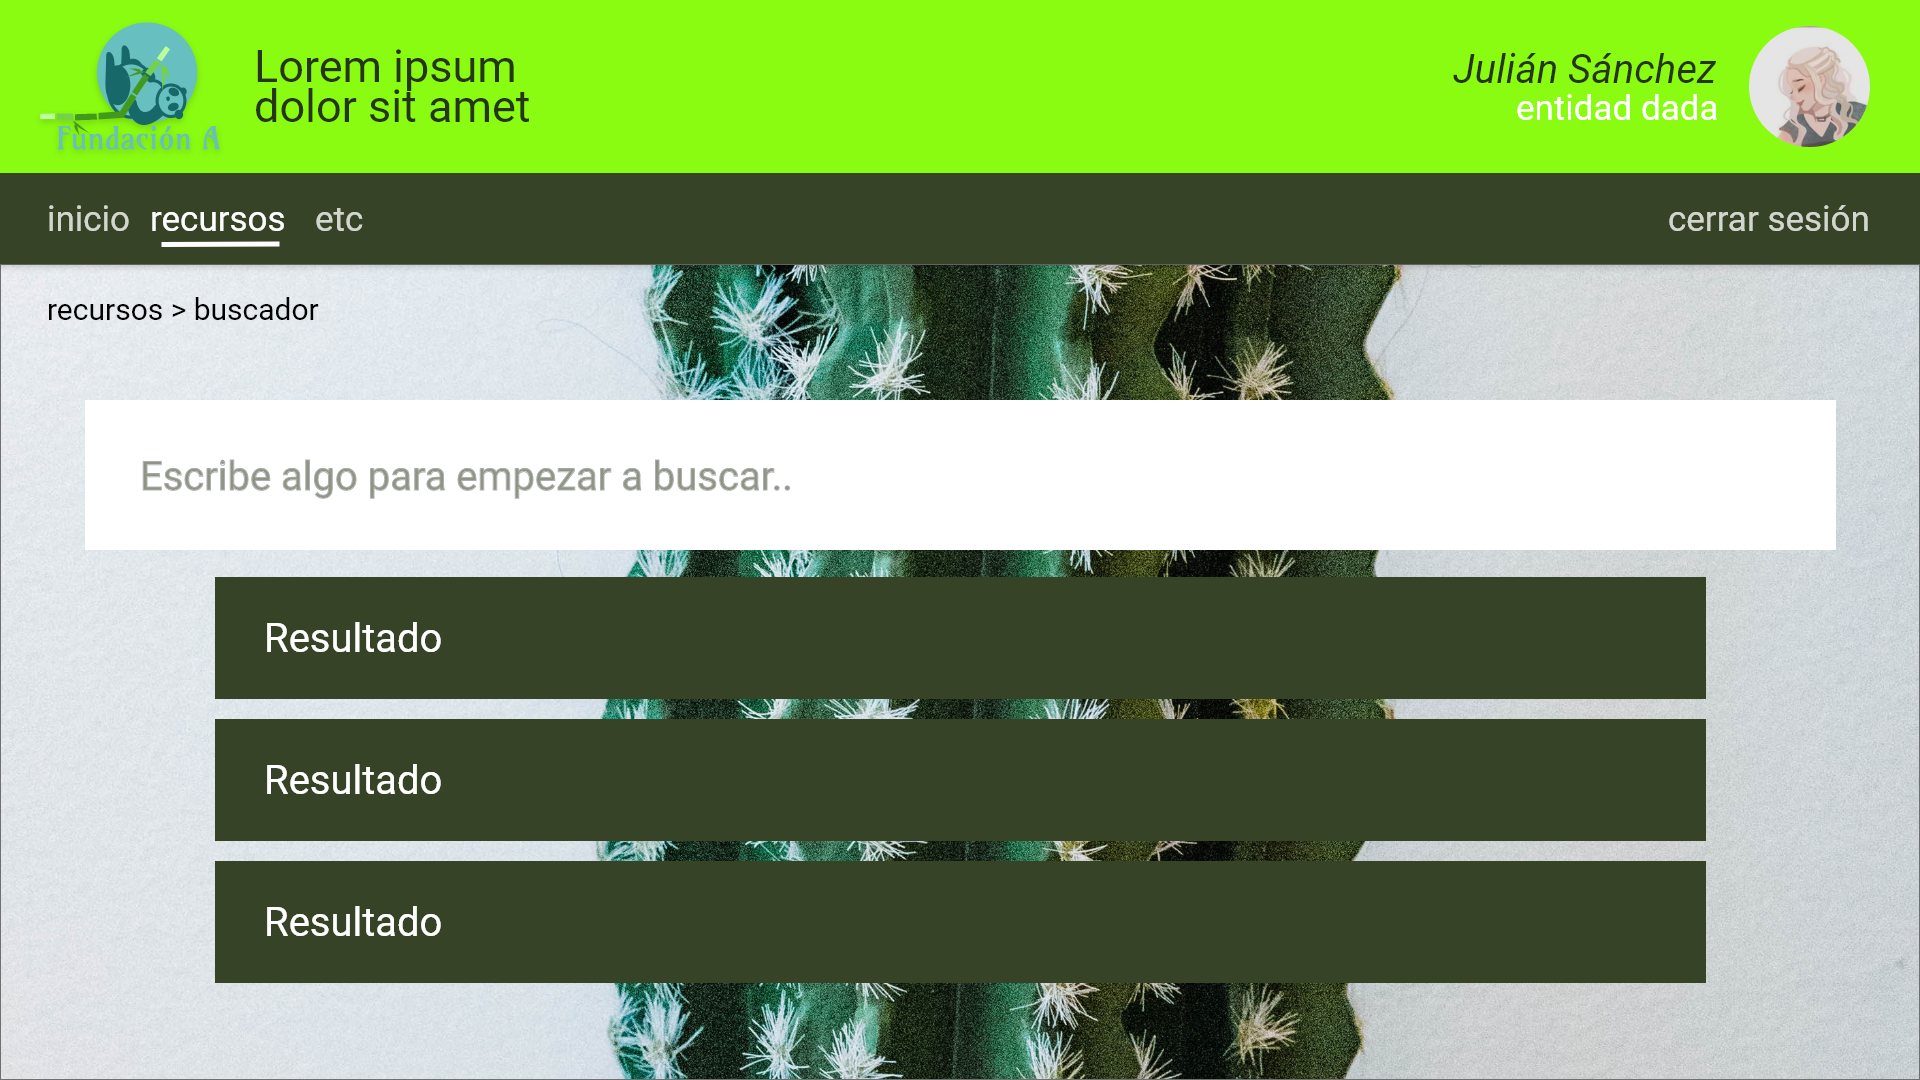 Fundación A
Lorem ipsum
dolor sit amet
Julián Sánchez
entidad dada
inicio recursos etc cerrar sesión
recursos > buscador
Escribe algo para empezar a buscar..
Resultado
Resultado
Resultado